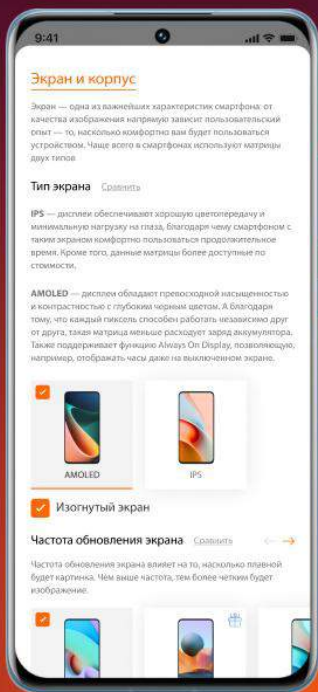 9:41
Экран и корпус
Экран — одна из важнейших характеристик смартфона: от
качества изображения напрямую зависит пользовательский
опыт — то, насколько комфортно вам будет пользоваться
устройством. Чаще всего в смартфонах используют матрицы
двух типов
Тип экрана Сравнить
IPS — дисплеи обеспечивают хорошую цветопередачу и
минимальную нагрузку на глаза, благодаря чему смартфоном с
таким экраном комфортно пользоваться продолжительное
время. Кроме того, данные матрицы более доступные по
стоимости.
AMOLED — дисплеи обладают превосходной насыщенностью
и контрастностью с глубоким черным цветом. А благодаря
тому, что каждый пиксель способен работать независимо друг
от друга, такая матрица меньше расходует заряд аккумулятора.
Также поддерживает функцию Always On Display, позволяющую,
например, отображать часы даже на выключенном экране.
AMOLED IPS
Изогнутый экран
Частота обновления экрана Сравнить
Частота обновления экрана влияет на то, насколько плавной
будет картинка. Чем выше частота, тем более четким будет
изображение.